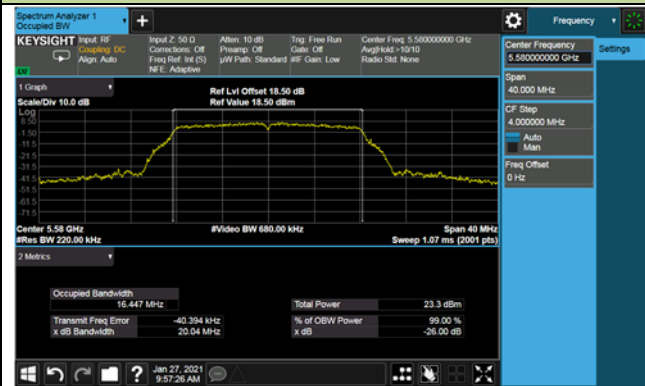 Spectrum Analyzer 1
Occupied BW
Frequency
KEYSIGHT
Input: RF
Coupling: DC
Align: Auto
Input Z: 50 Ω
Corrections: Off
Freq Ref: Int (S)
NFE: Adaptive
Atten: 10 dB
Preamp: Off
µW Path: Standard
Trig: Free Run
Gate: Off
#IF Gain: Low
Center Freq: 5.580000000 GHz
Avg|Hold:>10/10
Radio Std: None
Center Frequency
5.580000000 GHz
Settings
Span
40.000 MHz
CF Step
4.000000 MHz
Auto
Man
Freq Offset
0 Hz
1 Graph
Scale/Div 10.0 dB
Ref Lvl Offset 18.50 dB
Ref Value 18.50 dBm
Log
8.50
-1.50
-11.5
-21.5
-31.5
-41.5
-51.5
-61.5
-71.5
Center 5.58 GHz
#Res BW 220.00 kHz
#Video BW 680.00 kHz
Span 40 MHz
Sweep 1.07 ms (2001 pts)
2 Metrics
Occupied Bandwidth
16.447 MHz
Total Power 23.3 dBm
Transmit Freq Error -40.394 kHz
% of OBW Power 99.00 %
x dB Bandwidth 20.04 MHz
x dB -26.00 dB
Jan 27, 2021
9:57:26 AM